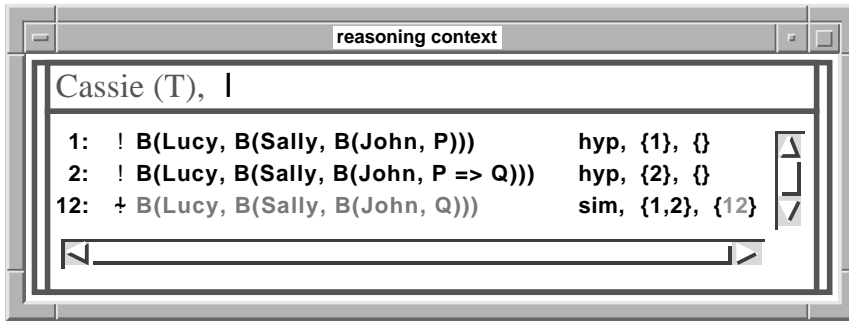 reasoning context
Cassie (T),
1: ! B(Lucy, B(Sally, B(John, P))) hyp, {1}, {}
2: ! B(Lucy, B(Sally, B(John, P => Q))) hyp, {2}, {}
12: ⨪ B(Lucy, B(Sally, B(John, Q))) sim, {1,2}, {12}